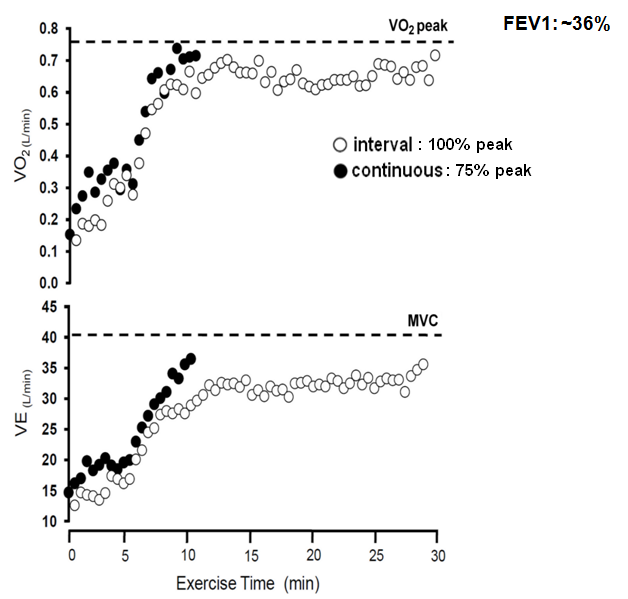 VO2 peak
FEV1: ~36%
0.8
0.7
0.6
0.5
0.4
0.3
0.2
0.1
0.0
VO2 (L/min)
interval : 100% peak
continuous : 75% peak
MVC
45
40
35
30
25
20
15
10
VE (L/min)
0 5 10 15 20 25 30
Exercise Time (min)